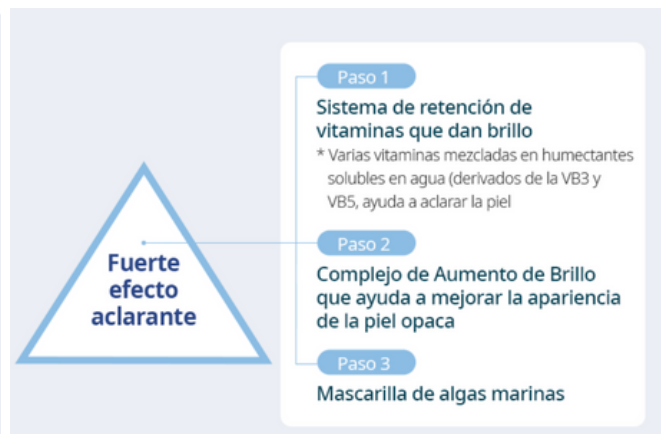 Fuerte
efecto
aclarante
Paso 1
Sistema de retención de
vitaminas que dan brillo
* Varias vitaminas mezcladas en humectantes
solubles en agua (derivados de la VB3 y
VB5, ayuda a aclarar la piel
Paso 2
Complejo de Aumento de Brillo
que ayuda a mejorar la apariencia
de la piel opaca
Paso 3
Mascarilla de algas marinas